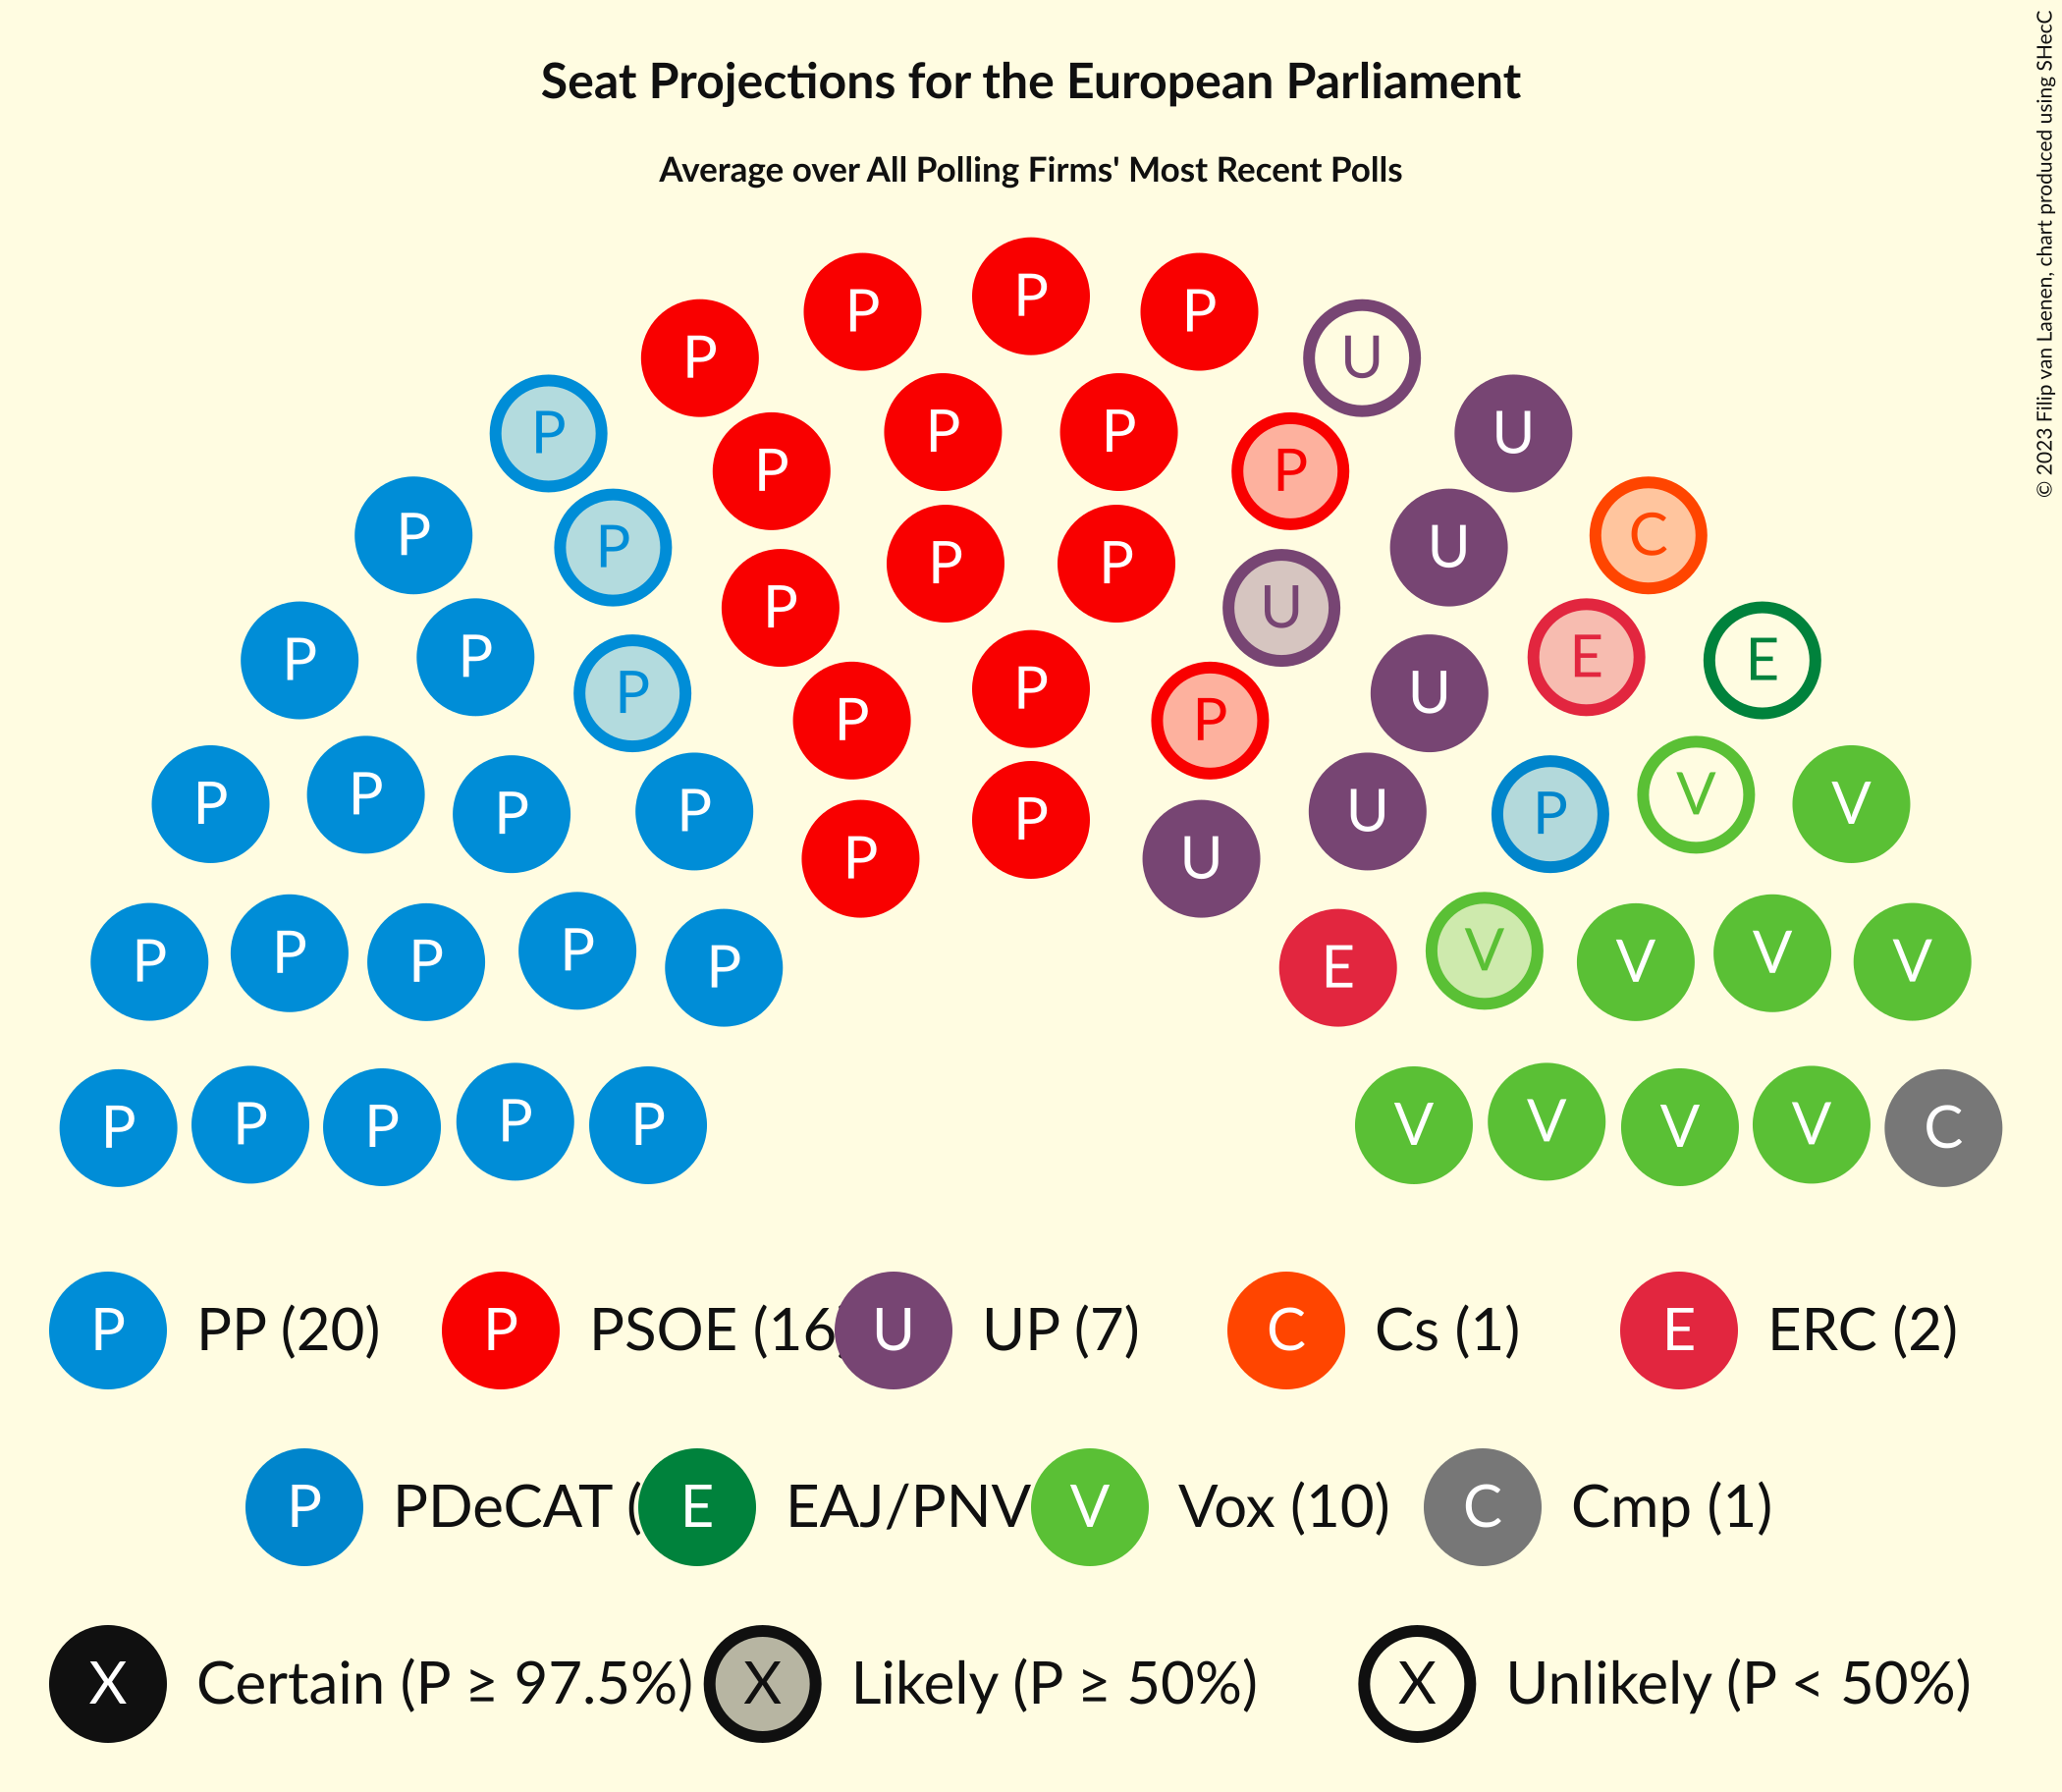 Seat Projections for the European Parliament
Average over All Polling Firms' Most Recent Polls
© 2023 Filip van Laenen, chart produced using SHecC
P P P
P P
P P
P P U
P P P P U
P P U C
P P P U
P P E E
P P U
P P P
P P P V V
P P P U
P P U
P P P P P E V V V V
P P P P P V V V V C
P PP (20) P PSOE (16 U UP (7) C Cs (1) E ERC (2)
P PDeCAT ( E EAJ/PNV V Vox (10) C Cmp (1)
X Certain (P ≥ 97.5%) X Likely (P ≥ 50%) X Unlikely (P < 50%)